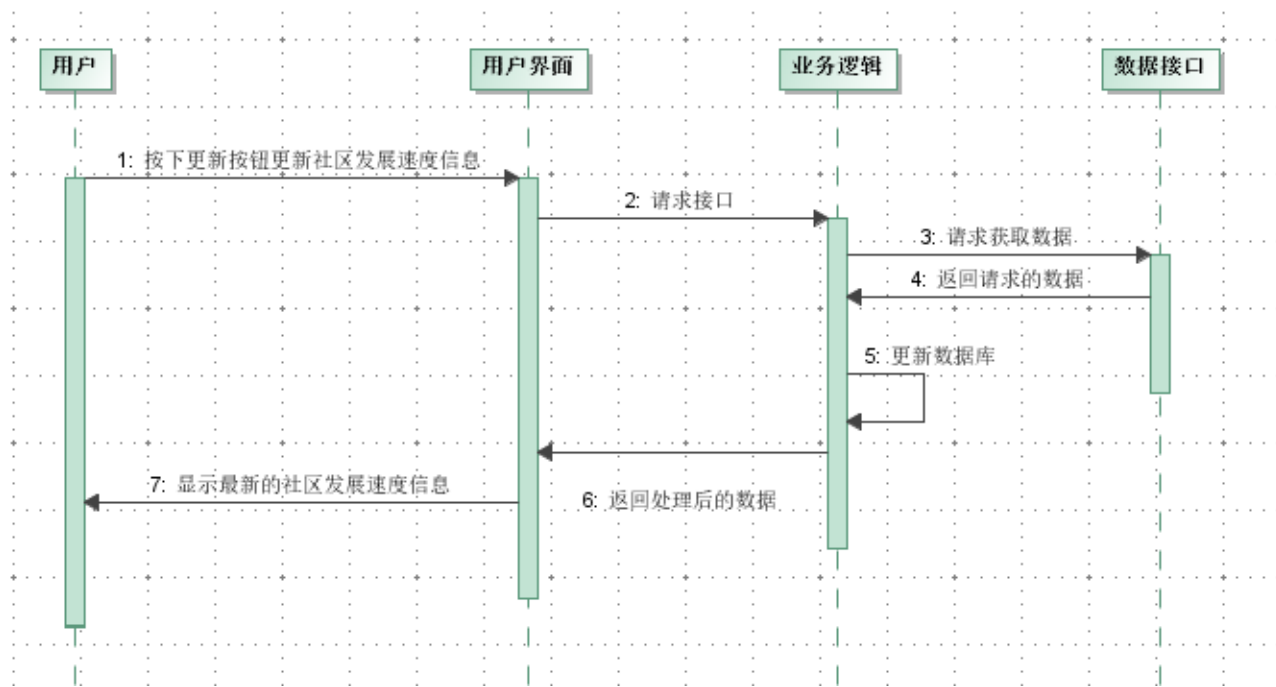 用户
用户界面
业务逻辑
数据接口
1: 按下更新按钮更新社区发展速度信息
2: 请求接口
3: 请求获取数据
4: 返回请求的数据
5: 更新数据库
7: 显示最新的社区发展速度信息
6: 返回处理后的数据